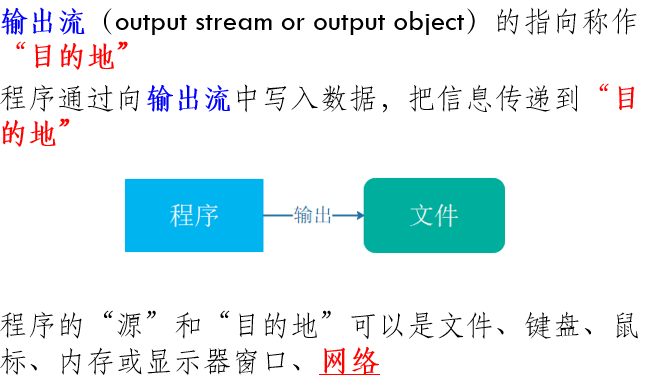 输出流（output stream or output object）的指向称作
“目的地”
程序通过向输出流中写入数据，把信息传递到“目
的地”
程序
输出
文件
程序的“源”和“目的地”可以是文件、键盘、鼠
标、内存或显示器窗口、网络